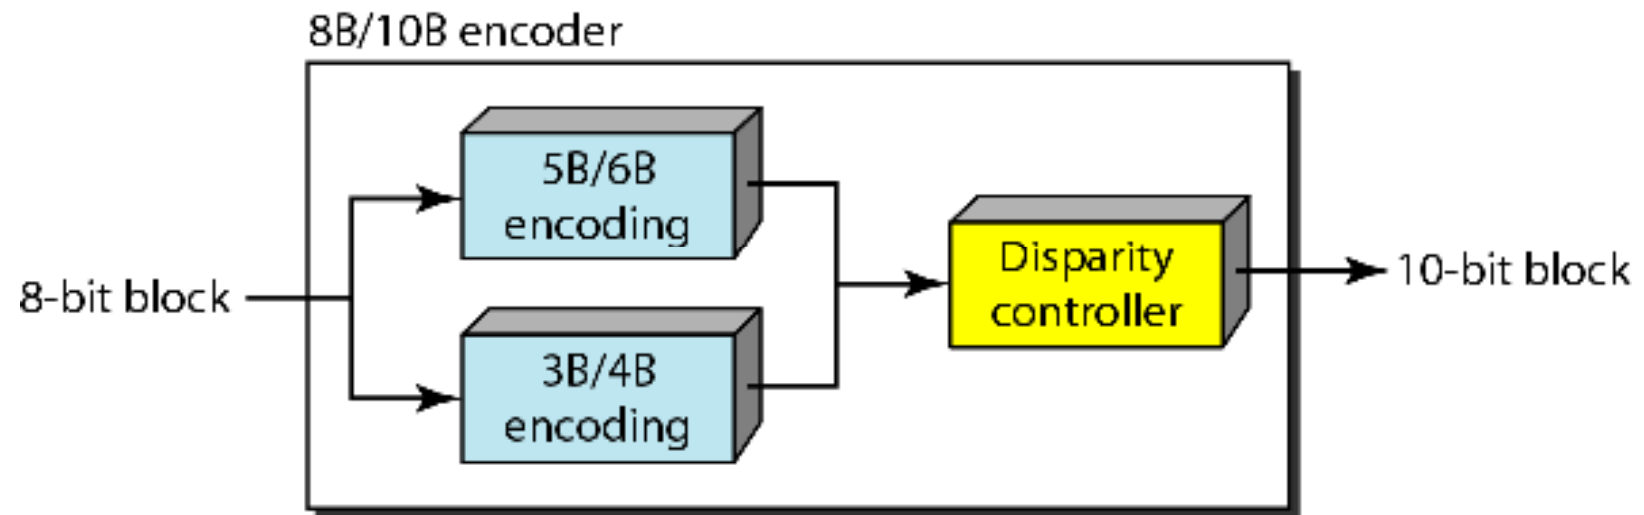 8B/10B encoder
5B/6B
encoding
8-bit block
3B/4B
encoding
Disparity
controller
10-bit block